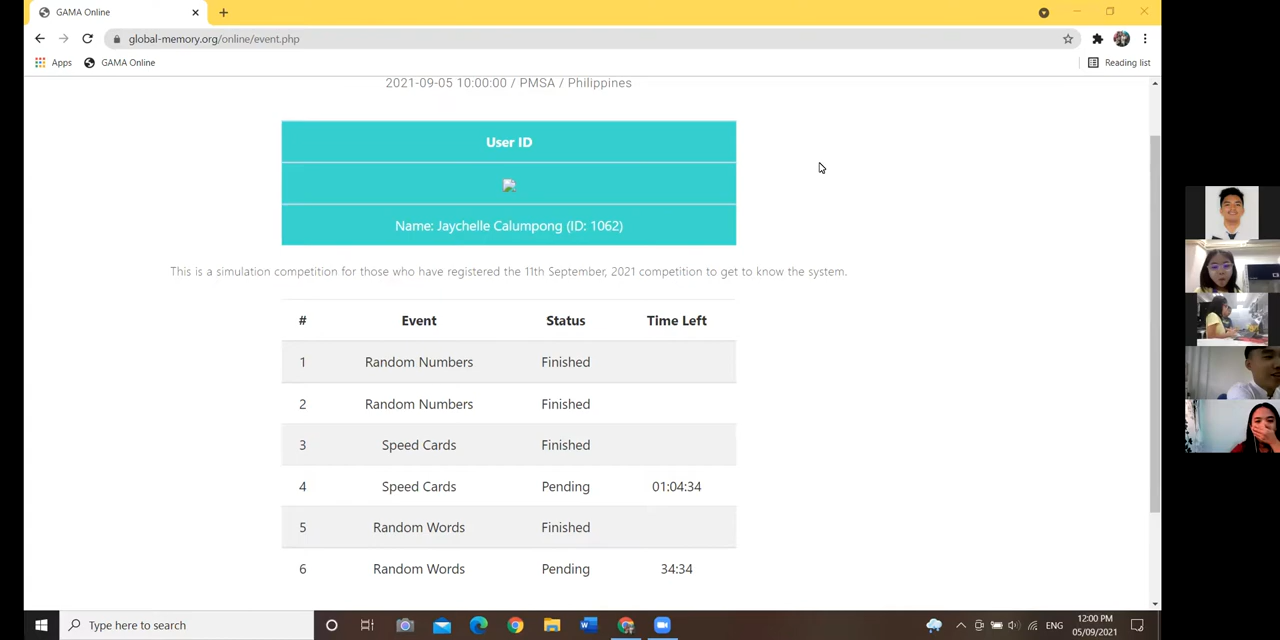 GAMA Online
global-memory.org/online/event.php
Apps GAMA Online Reading list
2021-09-05 10:00:00 / PMSA / Philippines
User ID
Name: Jaychelle Calumpong (ID: 1062)
This is a simulation competition for those who have registered the 11th September, 2021 competition to get to know the system.
# Event Status Time Left
1 Random Numbers Finished
2 Random Numbers Finished
3 Speed Cards Finished
4 Speed Cards Pending 01:04:34
5 Random Words Finished
6 Random Words Pending 34:34
Type here to search
ENG
12:00 PM
05/09/2021